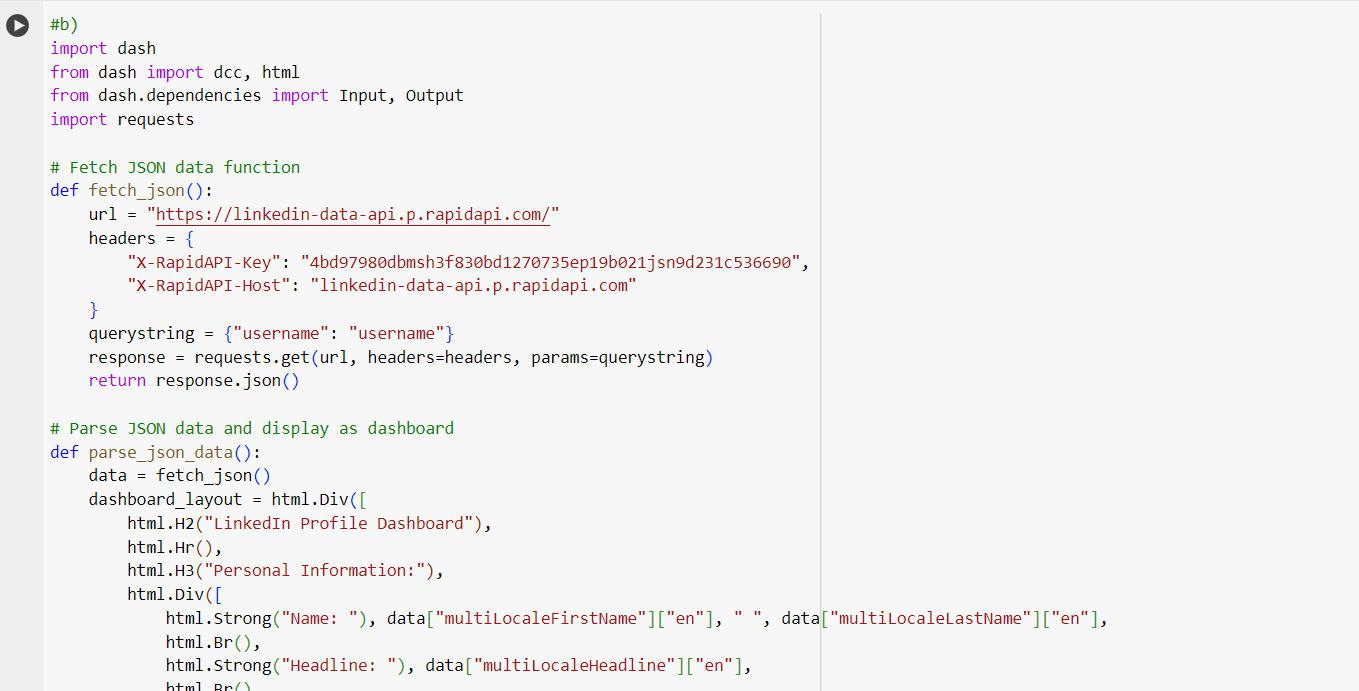 #b)
import dash
from dash import dcc, html
from dash.dependencies import Input, Output
import requests

# Fetch JSON data function
def fetch_json():
    url = "https://linkedin-data-api.p.rapidapi.com/"
    headers = {
        "X-RapidAPI-Key": "4bd97980dbmsh3f830bd1270735ep19b021jsn9d231c536690",
        "X-RapidAPI-Host": "linkedin-data-api.p.rapidapi.com"
    }
    querystring = {"username": "username"}
    response = requests.get(url, headers=headers, params=querystring)
    return response.json()

# Parse JSON data and display as dashboard
def parse_json_data():
    data = fetch_json()
    dashboard_layout = html.Div([
        html.H2("LinkedIn Profile Dashboard"),
        html.Hr(),
        html.H3("Personal Information:"),
        html.Div([
            html.Strong("Name: "), data["multiLocaleFirstName"]["en"], " ", data["multiLocaleLastName"]["en"],
            html.Br(),
            html.Strong("Headline: "), data["multiLocaleHeadline"]["en"],
            html.Br()